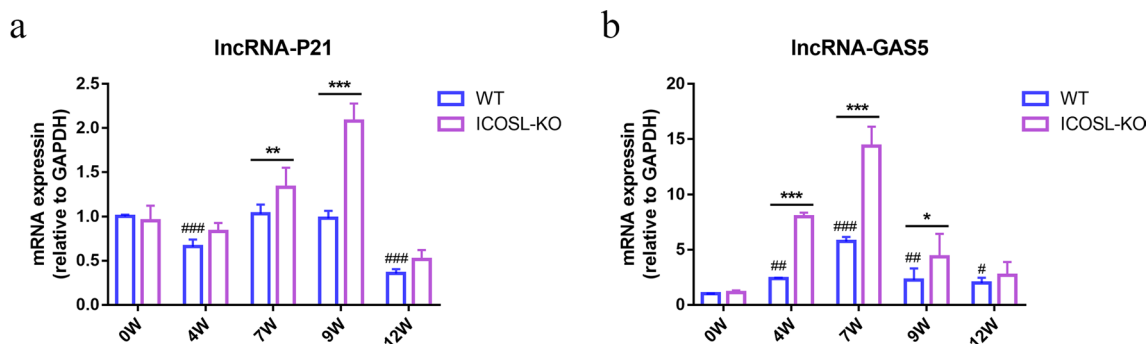 a
lncRNA-P21
mRNA expressin
(relative to GAPDH)
2.5
2.0
1.5
1.0
0.5
0.0
###
**
***
###
0W
4W
7W
9W
12W
WT
ICOSL-KO
b
lncRNA-GAS5
mRNA expressin
(relative to GAPDH)
20
15
10
5
0
##
***
###
***
##
*
#
0W
4W
7W
9W
12W
WT
ICOSL-KO